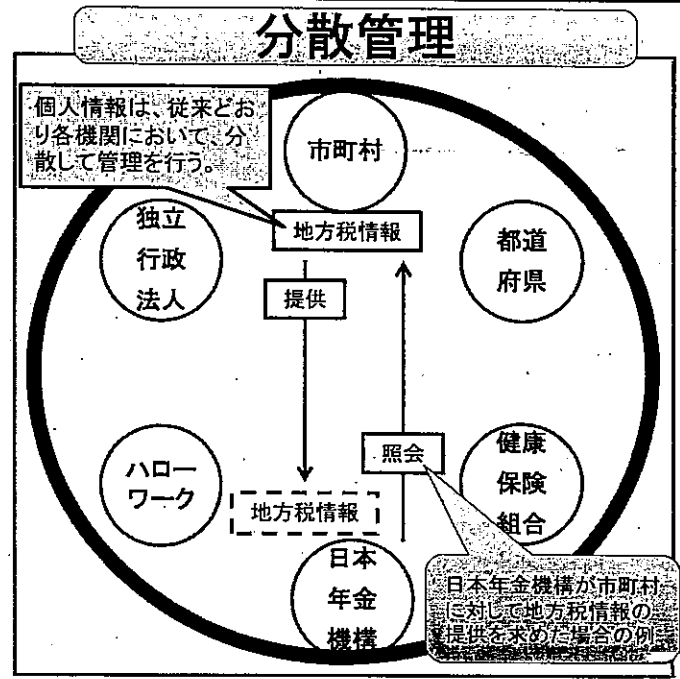 分散管理
個人情報は、従来どお
り各機関において、分
散して管理を行う。
市町村
地方税情報
独立
行政
法人
都道
府県
提供
照会
ハロー
ワーク
健康
保険
組合
地方税情報
日本
年金
機構
日本年金機構が市町村
に対して地方税情報の
提供を求めた場合の例